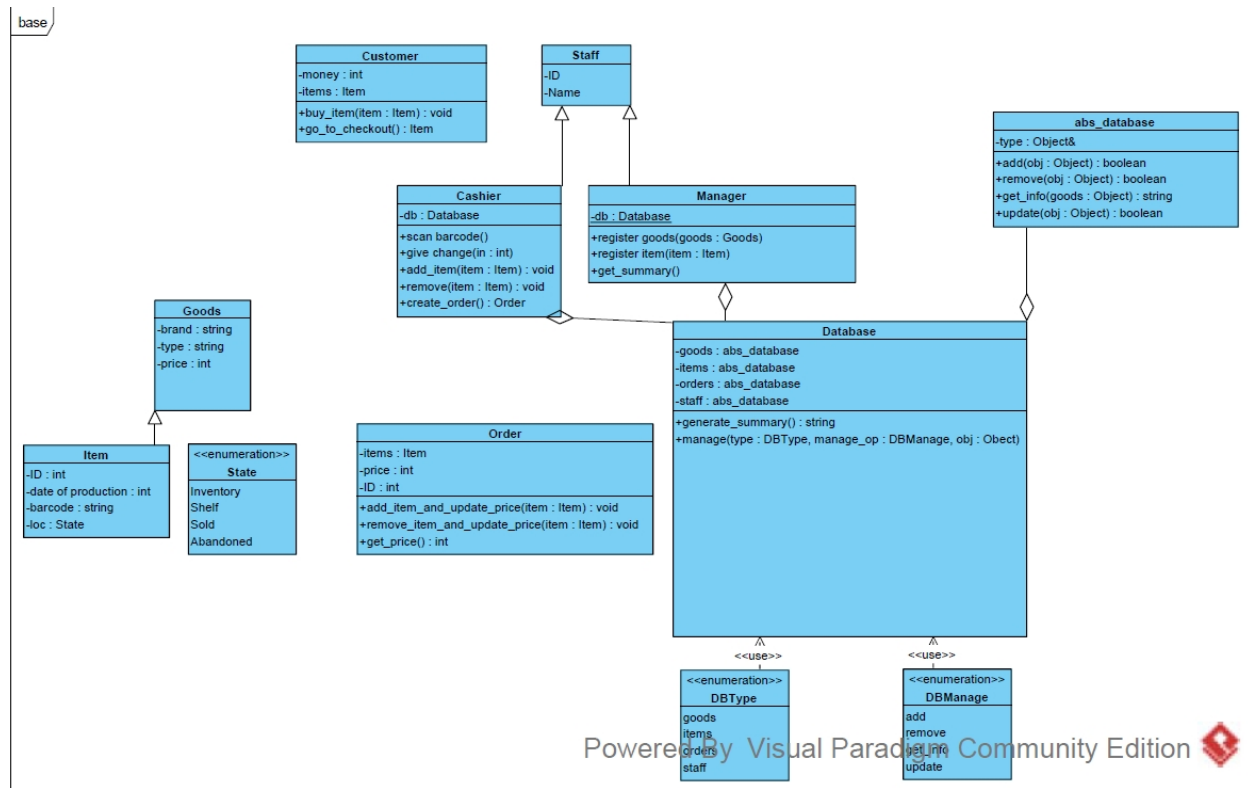 base
Customer
-money : int
-items : Item
+buy_item(item : Item) : void
+go_to_checkout() : Item
Staff
-ID
-Name
abs_database
-type : Object&
+add(obj : Object) : boolean
+remove(obj : Object) : boolean
+get_info(goods : Object) : string
+update(obj : Object) : boolean
Cashier
-db : Database
+scan barcode()
+give change(in : int)
+add_item(item : Item) : void
+remove(item : Item) : void
+create_order() : Order
Manager
-db : Database
+register goods(goods : Goods)
+register item(item : Item)
+get_summary()
Goods
-brand : string
-type : string
-price : int
Database
-goods : abs_database
-items : abs_database
-orders : abs_database
-staff : abs_database
+generate_summary() : string
+manage(type : DBType, manage_op : DBManage, obj : Obect)
Item
-ID : int
-date of production : int
-barcode : string
-loc : State
<<enumeration>>
State
Inventory
Shelf
Sold
Abandoned
Order
-items : Item
-price : int
-ID : int
+add_item_and_update_price(item : Item) : void
+remove_item_and_update_price(item : Item) : void
+get_price() : int
<<use>>
<<use>>
<<enumeration>>
DBType
goods
items
orders
staff
<<enumeration>>
DBManage
add
remove
get_info
update
Powered By Visual Paradigm Community Edition